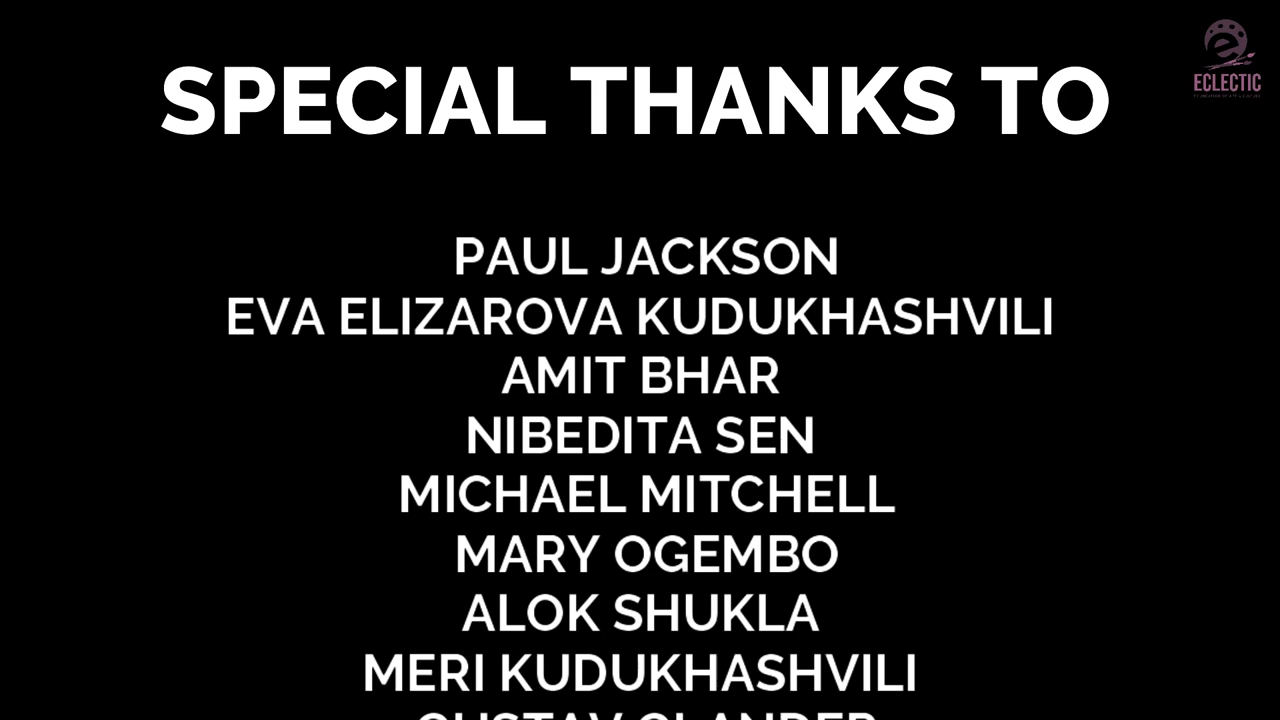 SPECIAL THANKS TO
ECLECTIC
PAUL JACKSON
EVA ELIZAROVA KUDUKHASHVILI
AMIT BHAR
NIBEDITA SEN
MICHAEL MITCHELL
MARY OGEMBO
ALOK SHUKLA
MERI KUDUKHASHVILI